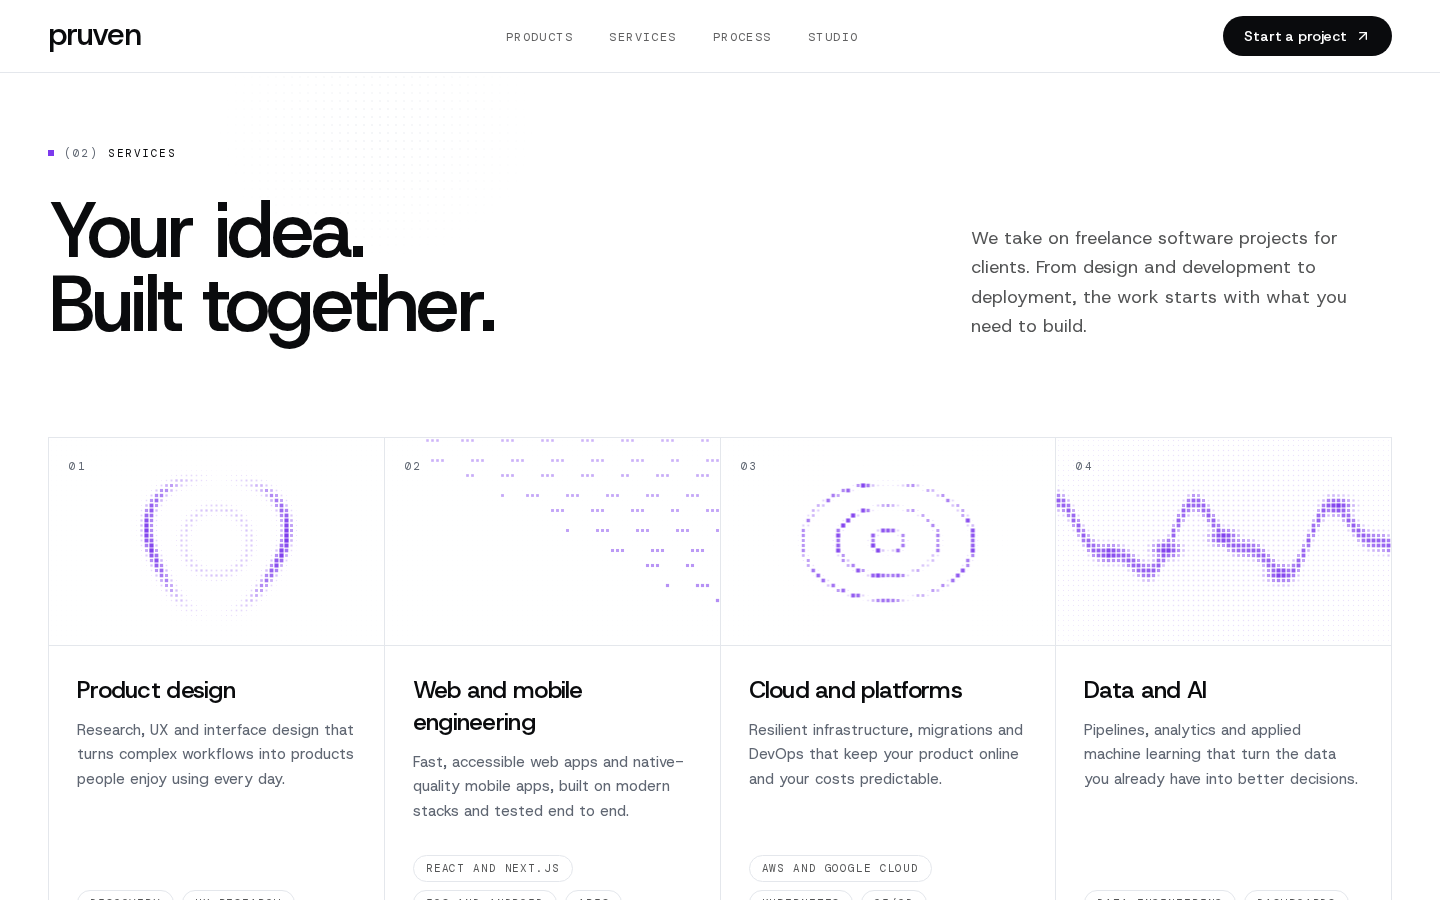 pruven
PRODUCTS SERVICES PROCESS STUDIO
Start a project
(02) SERVICES
Your idea.
Built together.
We take on freelance software projects for
clients. From design and development to
deployment, the work starts with what you
need to build.
01
02
03
04
Product design
Research, UX and interface design that
turns complex workflows into products
people enjoy using every day.
Web and mobile
engineering
Fast, accessible web apps and native-
quality mobile apps, built on modern
stacks and tested end to end.
REACT AND NEXT.JS
Cloud and platforms
Resilient infrastructure, migrations and
DevOps that keep your product online
and your costs predictable.
AWS AND GOOGLE CLOUD
Data and AI
Pipelines, analytics and applied
machine learning that turn the data
you already have into better decisions.